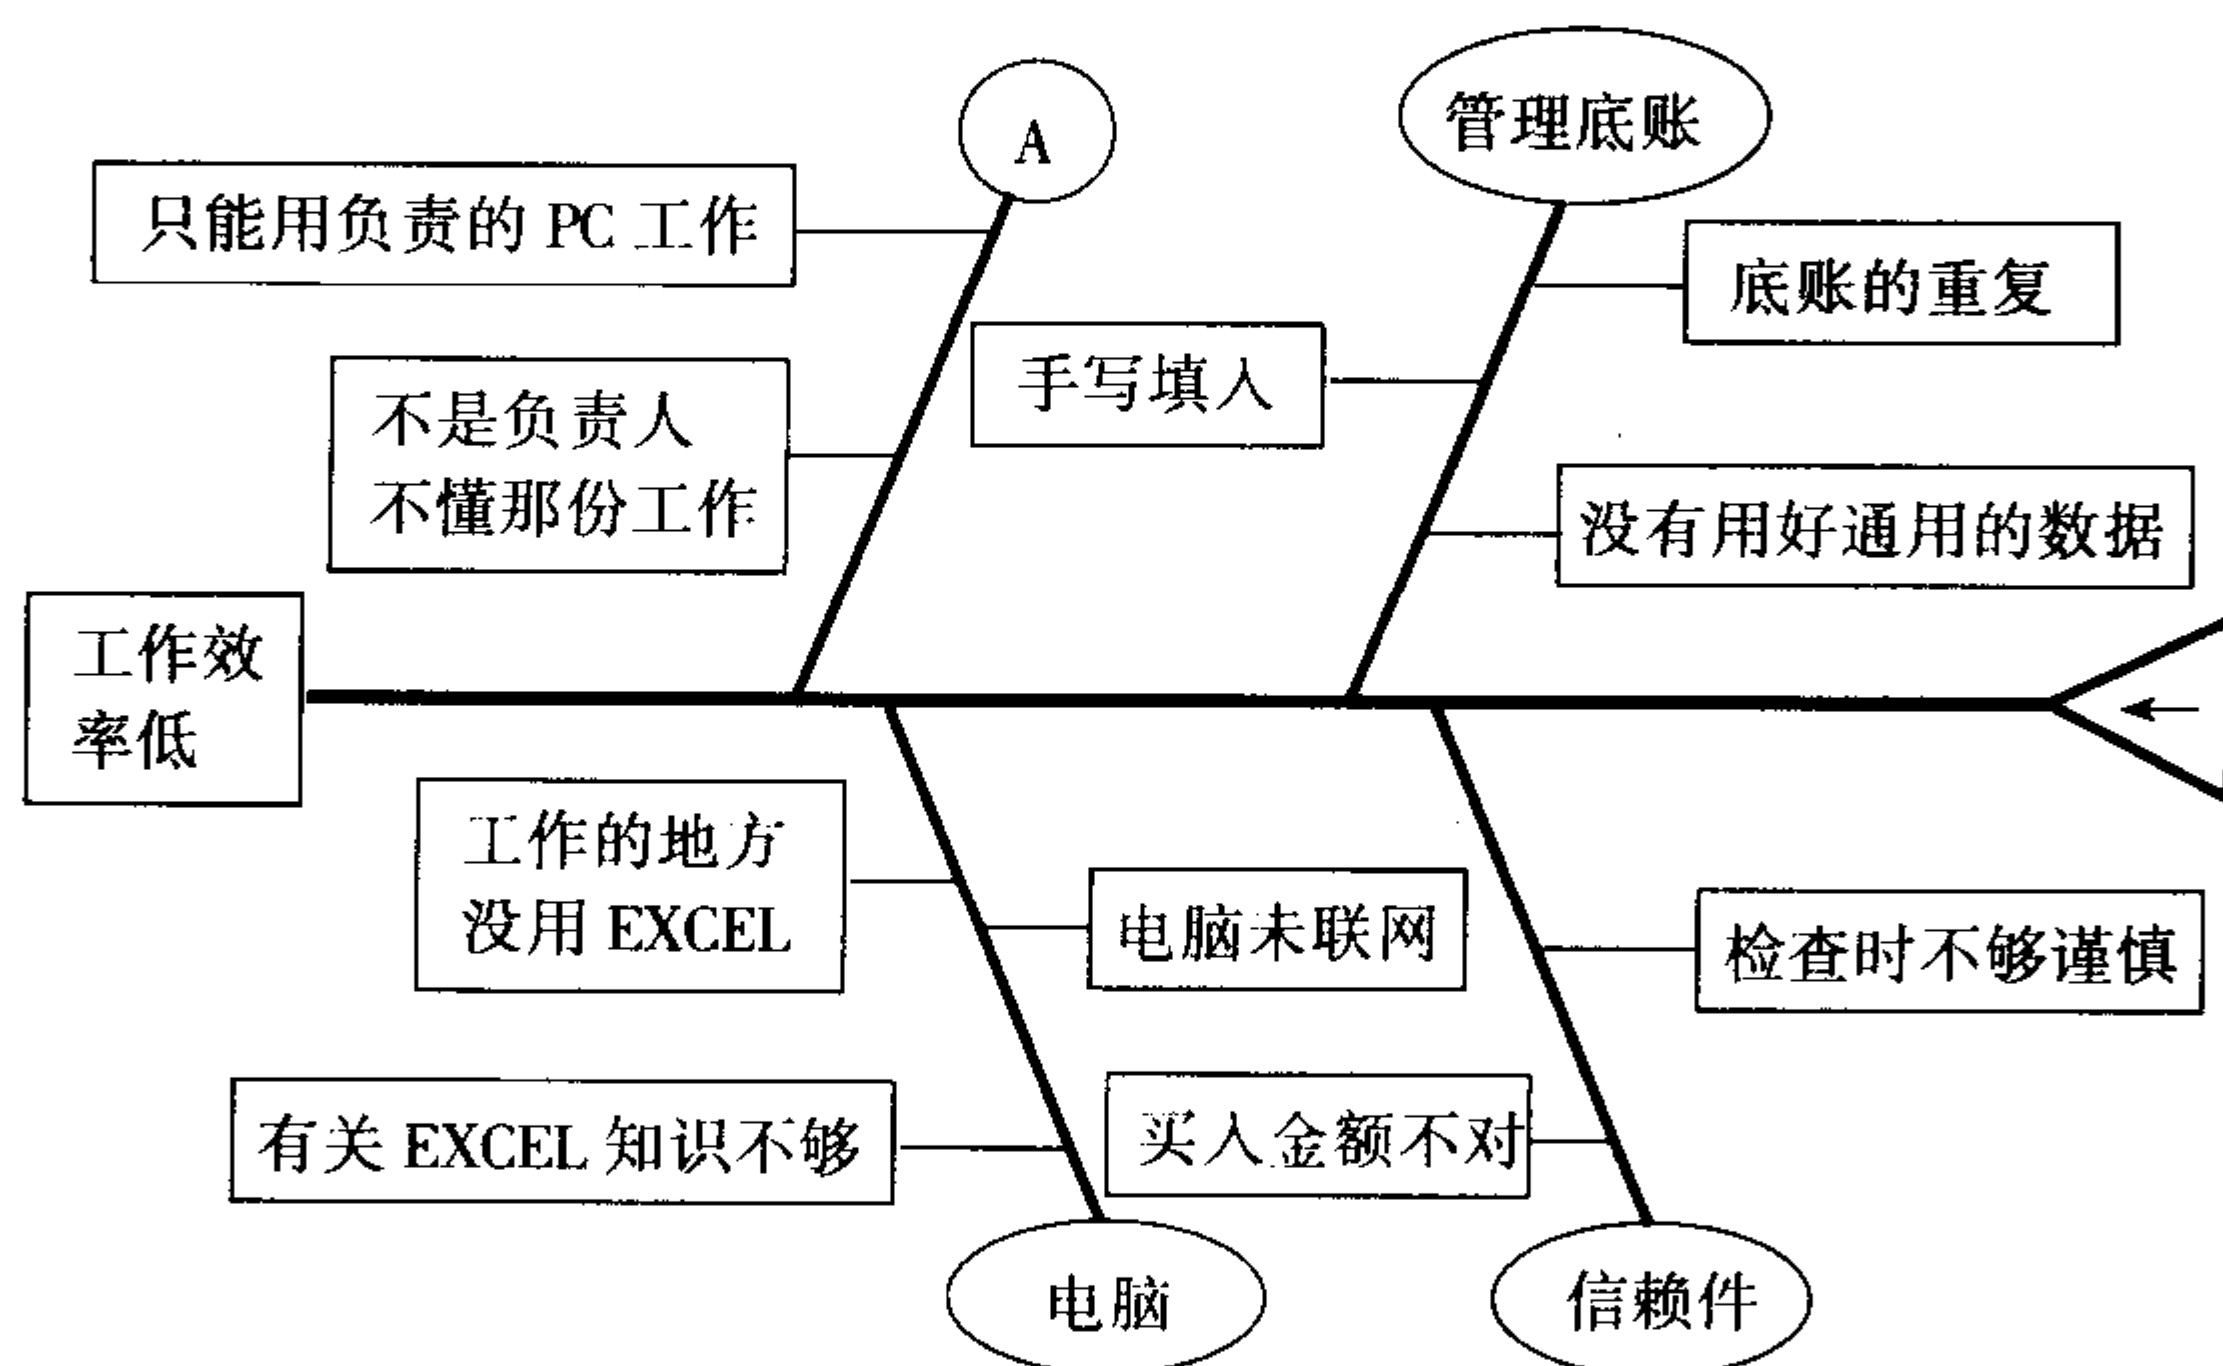 A
管理底账
只能用负责的 PC 工作
底账的重复
手写填入
不是负责人
不懂那份工作
没有用好通用的数据
工作效
率低
工作的地方
没用 EXCEL
电脑未联网
检查时不够谨慎
有关 EXCEL 知识不够
买入金额不对
电脑
信赖件